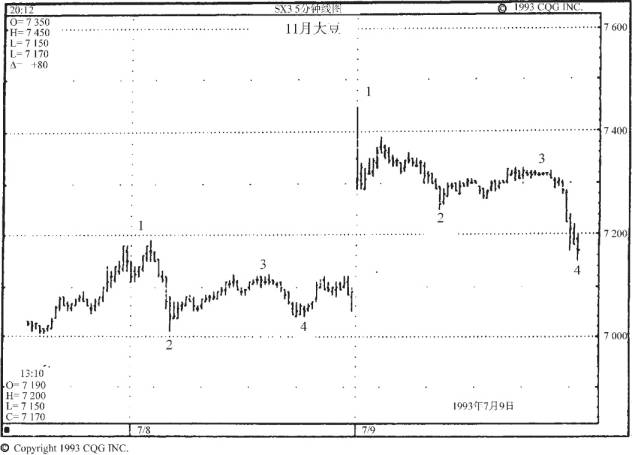 20:12 SX3 5分钟线图 © 1993 CQG INC.
O= 7 350
H= 7 450
L= 7 150
L= 7 170
Δ= +80
11月大豆
7 600
1
7 400
3
2
7 200
4
1
3
2
4
7 000
13:10
O= 7 190
H= 7 200
L= 7 150
C= 7 170
1993年7月9日
7/8 7/9
© Copyright 1993 CQG INC.